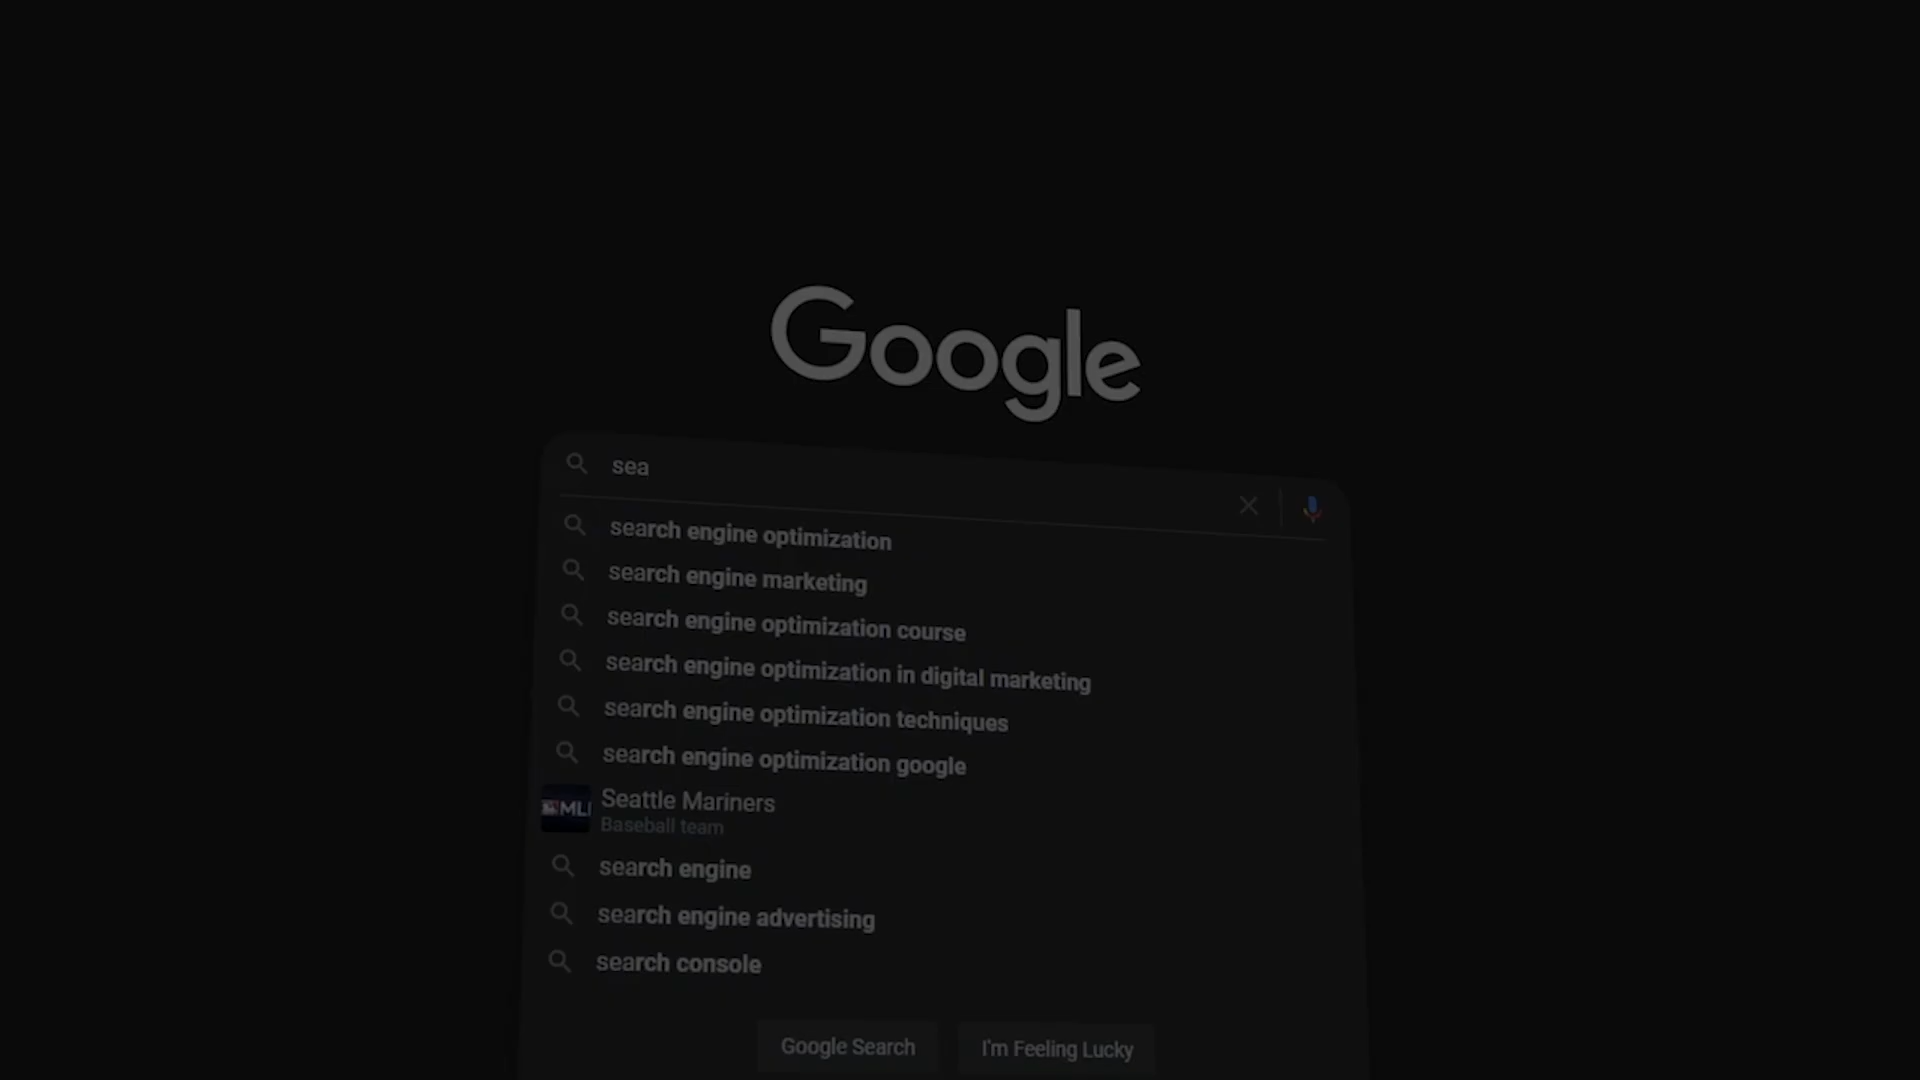 Google
sea
search engine optimization
search engine marketing
search engine optimization course
search engine optimization in digital marketing
search engine optimization techniques
search engine optimization google
Seattle Mariners
Baseball team
search engine
search engine advertising
search console
Google Search
I'm Feeling Lucky